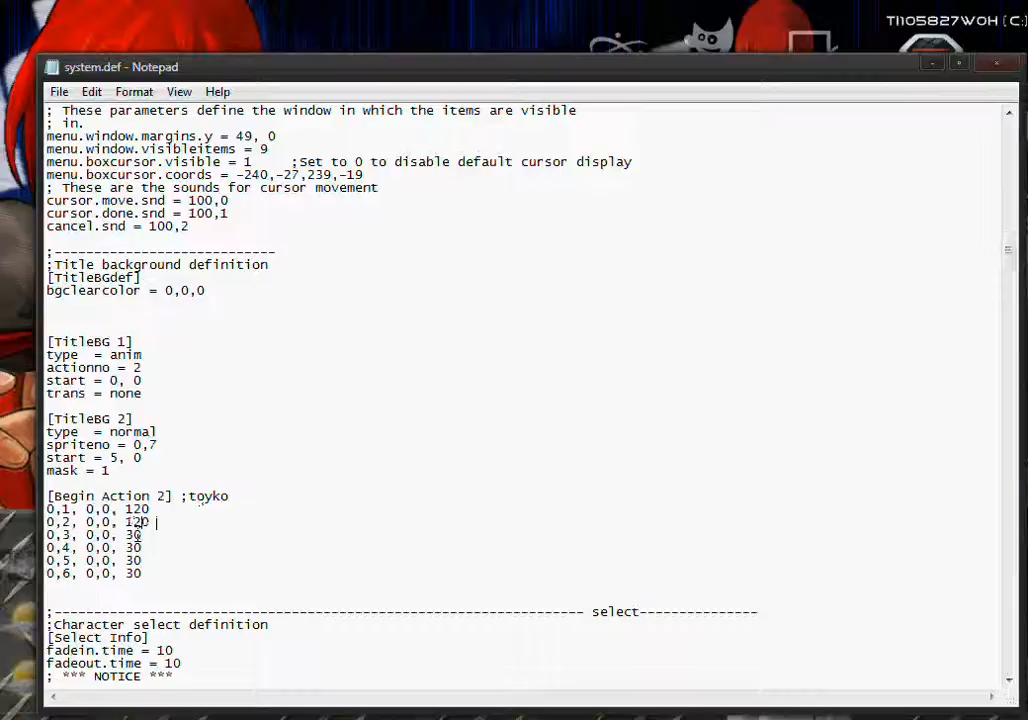 TI105827WOH (C:)
system.def - Notepad
File Edit Format View Help
; These parameters define the window in which the items are visible
; in.
menu.window.margins.y = 49, 0
menu.window.visibleitems = 9
menu.boxcursor.visible = 1 ;Set to 0 to disable default cursor display
menu.boxcursor.coords = -240,-27,239,-19
; These are the sounds for cursor movement
cursor.move.snd = 100,0
cursor.done.snd = 100,1
cancel.snd = 100,2
;----------------------------
;Title background definition
[TitleBGdef]
bgclearcolor = 0,0,0
[TitleBG 1]
type = anim
actionno = 2
start = 0, 0
trans = none
[TitleBG 2]
type = normal
spriteno = 0,7
start = 5, 0
mask = 1
[Begin Action 2] ;toyko
0,1, 0,0, 120
0,2, 0,0, 120
0,3, 0,0, 30
0,4, 0,0, 30
0,5, 0,0, 30
0,6, 0,0, 30
;------------------------------------------------------------------- select---------------
;Character select definition
[Select Info]
fadein.time = 10
fadeout.time = 10
; *** NOTICE ***